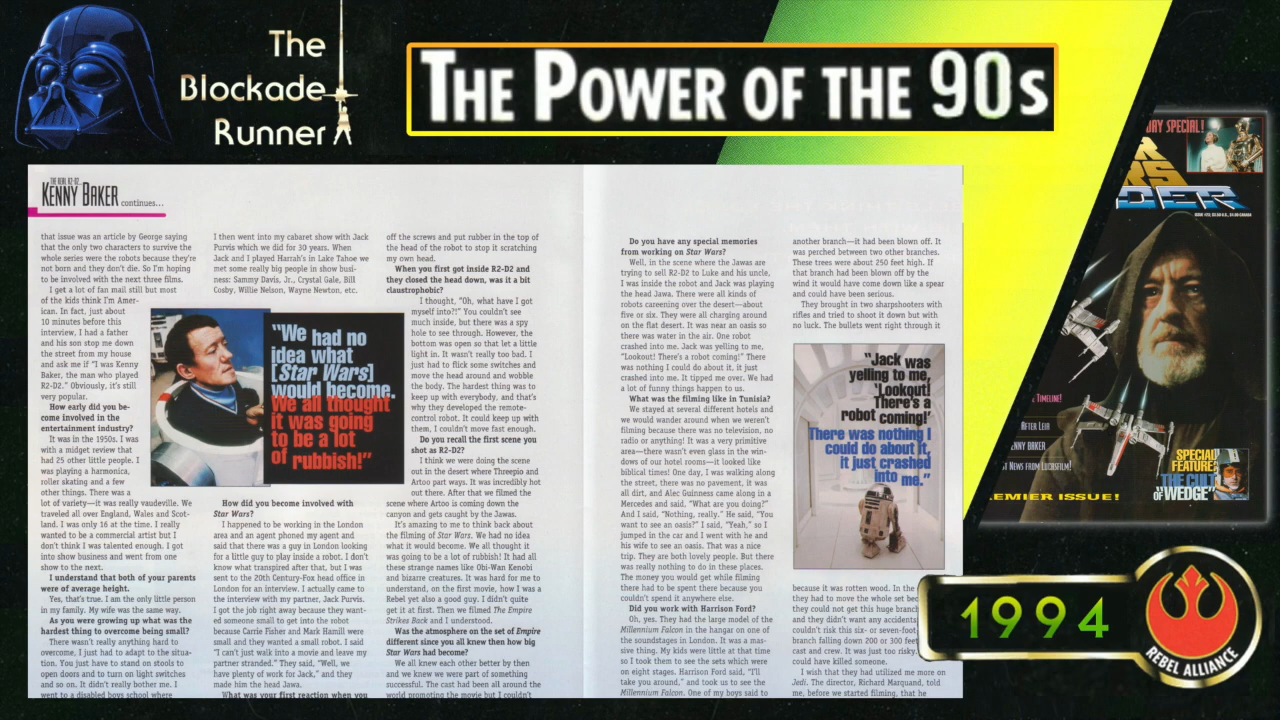 The
Blockade
Runner
THE POWER OF THE 90s
THE REAL R2-D2...
KENNY BAKER continues...
that issue was an article by George saying
that the only two characters to survive the
whole series were the robots because they're
not born and they don't die. So I'm hoping
to be involved with the next three films.
I get a lot of fan mail still but most
of the kids think I'm Amer-
ican. In fact, just about
10 minutes before this
interview, I had a father
and his son stop me down
the street from my house
and ask me if "I was Kenny
Baker, the man who played
R2-D2." Obviously, it's still
very popular.
How early did you be-
come involved in the
entertainment industry?
It was in the 1950s. I was
with a midget review that
had 25 other little people. I
was playing a harmonica,
roller skating and a few
other things. There was a
lot of variety—it was really vaudeville. We
traveled all over England, Wales and Scot-
land. I was only 16 at the time. I really
wanted to be a commercial artist but I
don't think I was talented enough. I got
into show business and went from one
show to the next.
I understand that both of your parents
were of average height.
Yes, that's true. I am the only little person
in my family. My wife was the same way.
As you were growing up what was the
hardest thing to overcome being small?
There wasn't really anything hard to
overcome, I just had to adapt to the situa-
tion. You just have to stand on stools to
open doors and to turn on light switches
and so on. It didn't really bother me. I
went to a disabled boys school where
I then went into my cabaret show with Jack
Purvis which we did for 30 years. When
Jack and I played Harrah's in Lake Tahoe we
met some really big people in show busi-
ness: Sammy Davis, Jr., Crystal Gale, Bill
Cosby, Willie Nelson, Wayne Newton, etc.
"We had no
idea what
[Star Wars]
would become.
We all thought
it was going
to be a lot
of rubbish!"
How did you become involved with
Star Wars?
I happened to be working in the London
area and an agent phoned my agent and
said that there was a guy in London looking
for a little guy to play inside a robot. I don't
know what transpired after that, but I was
sent to the 20th Century-Fox head office in
London for an interview. I actually came
to the interview with my partner, Jack Purvis.
I got the job right away because they want-
ed someone small to get into the robot
because Carrie Fisher and Mark Hamill were
small and they wanted a small robot. I said
"I can't just walk into a movie and leave my
partner stranded." They said, "Well, we
have plenty of work for Jack," and they
made him the head Jawa.
What was your first reaction when you
off the screws and put rubber in the top of
the head of the robot to stop it scratching
my own head.
When you first got inside R2-D2 and
they closed the head down, was it a bit
claustrophobic?
I thought, "Oh, what have I got
myself into?!" You couldn't see
much inside, but there was a spy
hole to see through. However, the
bottom was open so that let a little
light in. It wasn't really too bad. I
just had to flick some switches and
move the head around and wobble
the body. The hardest thing was to
keep up with everybody, and that's
why they developed the remote-
control robot. It could keep up with
them, I couldn't move fast enough.
Do you recall the first scene you
shot as R2-D2?
I think we were doing the scene
out in the desert where Threepio and
Artoo part ways. It was incredibly hot
out there. After that we filmed the
scene where Artoo is coming down the
canyon and gets caught by the Jawas.
It's amazing to me to think back about
the filming of Star Wars. We had no idea
what it would become. We all thought it
was going to be a lot of rubbish! It had all
these strange names like Obi-Wan Kenobi
and bizarre creatures. It was hard for me to
understand, on the first movie, how I was a
Rebel yet also a good guy. I didn't quite
get it at first. Then we filmed The Empire
Strikes Back and I understood.
Was the atmosphere on the set of Empire
different since you all knew then how big
Star Wars had become?
We all knew each other better by then
and we knew we were part of something
successful. The cast had been all around the
world promoting the movie but I couldn't
Do you have any special memories
from working on Star Wars?
Well, in the scene where the Jawas are
trying to sell R2-D2 to Luke and his uncle,
I was inside the robot and Jack was playing
the head Jawa. There were all kinds of
robots careering over the desert—about
five or six. They were all charging around
on the flat desert. It was near an oasis so
there was water in the air. One robot
crashed into me. Jack was yelling to me,
"Lookout! There's a robot coming!" There
was nothing I could do about it, it just
crashed into me. It tipped me over. We had
a lot of funny things happen to us.
What was the filming like in Tunisia?
We stayed at several different hotels and
we would wander around when we weren't
filming because there was no television, no
radio or anything! It was a very primitive
area—there wasn't even glass in the win-
dows of our hotel rooms—it looked like
biblical times! One day, I was walking along
the street, there was no pavement, it was
all dirt, and Alec Guinness came along in a
Mercedes and said, "What are you doing?"
And I said, "Nothing, really." He said, "You
want to see an oasis?" I said, "Yeah," so I
jumped in the car and I went with he and
his wife to see an oasis. That was a nice
trip. They are both lovely people. But there
was really nothing to do in these places.
The money you would get while filming
there had to be spent there because you
couldn't spend it anywhere else.
Did you work with Harrison Ford?
Oh, yes. They had the large model of the
Millennium Falcon in the hangar on one of
the soundstages in London. It was a mas-
sive thing. My kids were little at that time
so I took them to see the sets which were
on eight stages. Harrison Ford said, "I'll
take you around," and took us to see the
Millennium Falcon. One of my boys said to
another branch—it had been blown off. It
was perched between two other branches.
These trees were about 250 feet high. If
that branch had been blown off by the
wind it would have come down like a spear
and could have been serious.
They brought in two sharpshooters with
rifles and tried to shoot it down but with
no luck. The bullets went right through it
"Jack was
yelling to me,
'Lookout!
There's a
robot coming!'
There was nothing I
could do about it,
it just crashed
into me."
because it was rotten wood. In the
they had to move the whole set bec
they could not get this huge branch
and they didn't want any accidents
couldn't risk this six- or seven-foot
branch falling down 200 or 300 feet
cast and crew. It was just too risky.
could have killed someone.
I wish that they had utilized me more on
Jedi. The director, Richard Marquand, told
me, before we started filming, that he
ARY SPECIAL!
TIMELINE!
AFTER LEIA
ENNY BAKER
T NEWS FROM LUCASFILM!
EMIER ISSUE!
SPECIAL
FEATURE:
THE CULT
"OF WEDGE"
1994
REBEL ALLIANCE